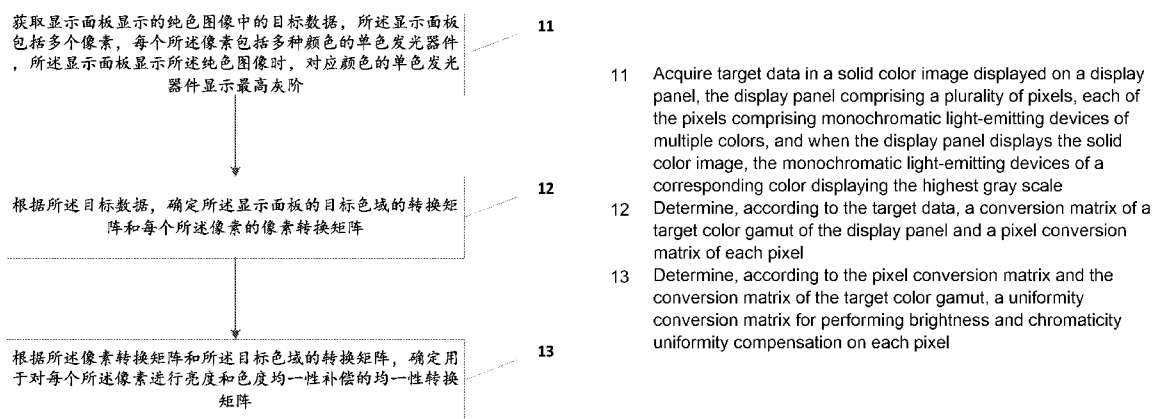 获取显示面板显示的纯色图像中的目标数据，所述显示面板
包括多个像素，每个所述像素包括多种颜色的单色发光器件
，所述显示面板显示所述纯色图像时，对应颜色的单色发光
器件显示最高灰阶
11
根据所述目标数据，确定所述显示面板的目标色域的转换矩
阵和每个所述像素的像素转换矩阵
12
根据所述像素转换矩阵和所述目标色域的转换矩阵，确定用
于对每个所述像素进行亮度和色度均一性补偿的均一性转换
矩阵
13
11 Acquire target data in a solid color image displayed on a display
panel, the display panel comprising a plurality of pixels, each of
the pixels comprising monochromatic light-emitting devices of
multiple colors, and when the display panel displays the solid
color image, the monochromatic light-emitting devices of a
corresponding color displaying the highest gray scale
12 Determine, according to the target data, a conversion matrix of a
target color gamut of the display panel and a pixel conversion
matrix of each pixel
13 Determine, according to the pixel conversion matrix and the
conversion matrix of the target color gamut, a uniformity
conversion matrix for performing brightness and chromaticity
uniformity compensation on each pixel